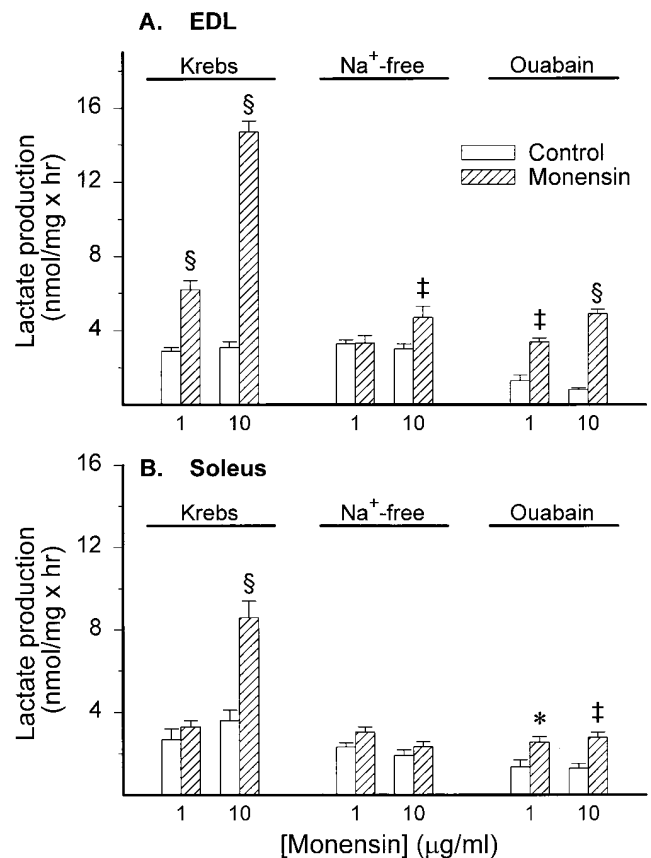 A. EDL
Krebs Na⁺-free Ouabain
16
12
8
4
Lactate production
(nmol/mg x hr)
§ § ‡ ‡ §
Control
Monensin
1 10 1 10 1 10
B. Soleus
Krebs Na⁺-free Ouabain
16
12
8
4
Lactate production
(nmol/mg x hr)
§ * ‡
1 10 1 10 1 10
[Monensin] (μg/ml)